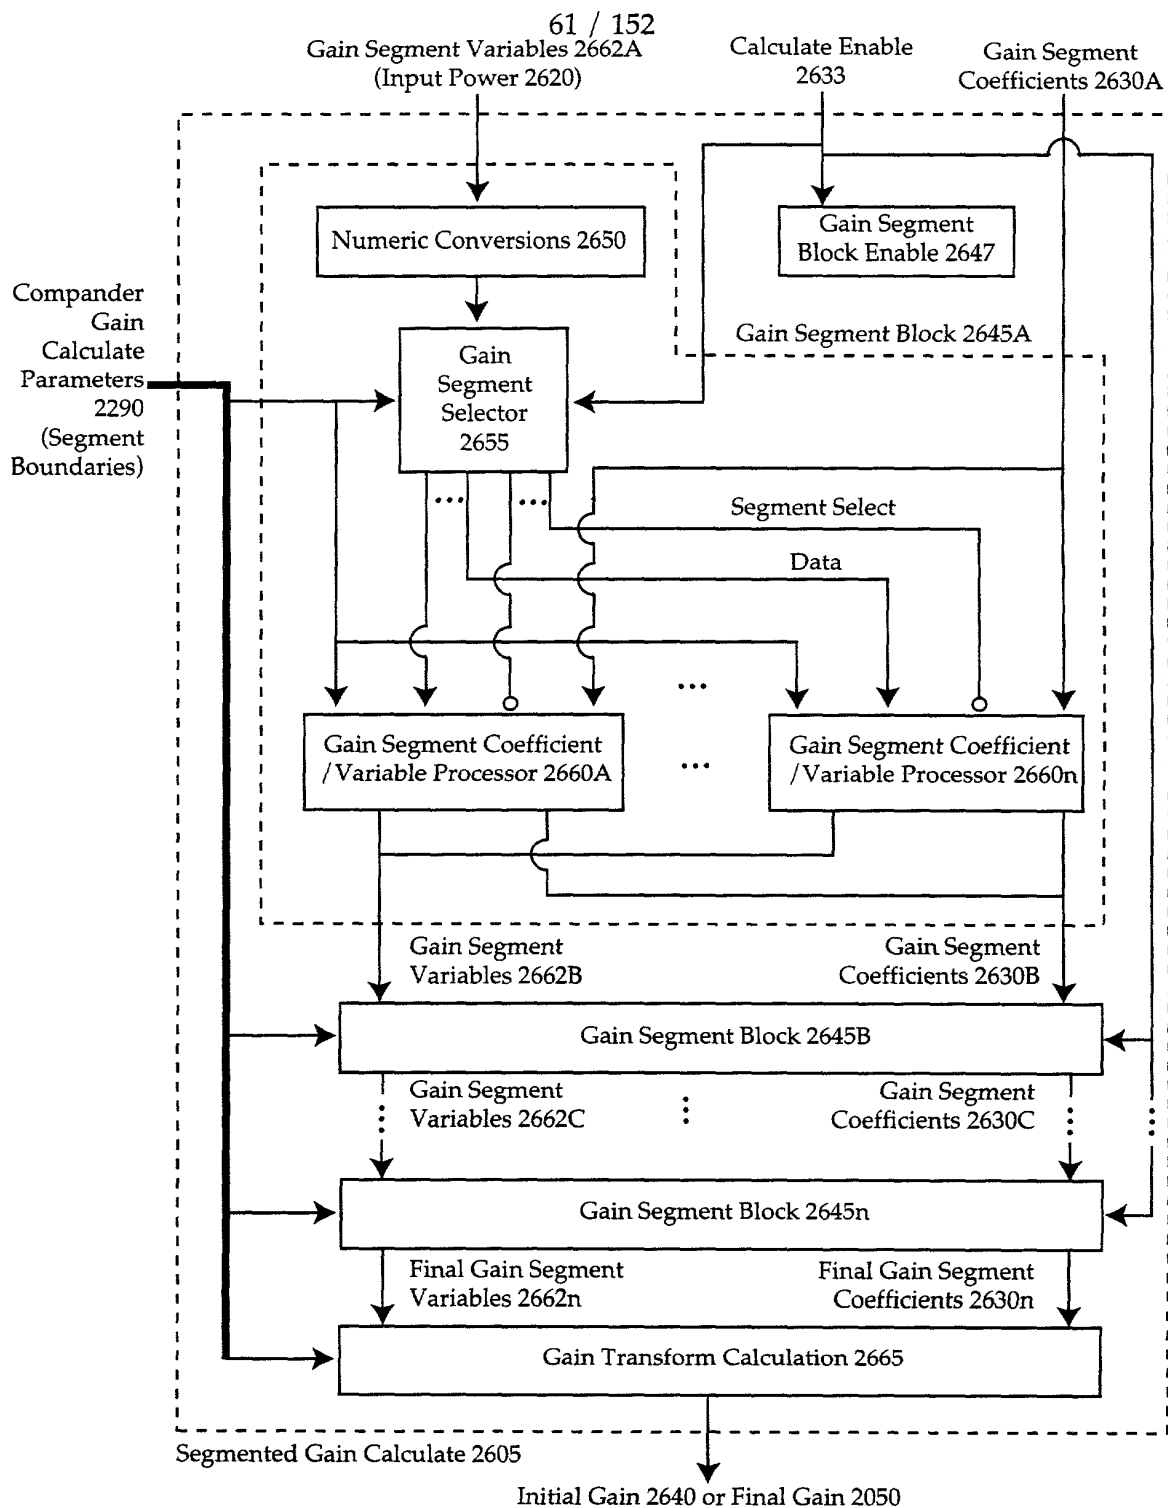 61 / 152
Gain Segment Variables 2662A
(Input Power 2620)
Calculate Enable
2633
Gain Segment
Coefficients 2630A
Numeric Conversions 2650
Gain Segment
Block Enable 2647
Compander
Gain
Calculate
Parameters
2290
(Segment
Boundaries)
Gain
Segment
Selector
2655
Gain Segment Block 2645A
...
...
Segment Select
Data
...
Gain Segment Coefficient
/Variable Processor 2660A
...
Gain Segment Coefficient
/Variable Processor 2660n
Gain Segment
Variables 2662B
Gain Segment
Coefficients 2630B
Gain Segment Block 2645B
Gain Segment
Variables 2662C
Gain Segment
Coefficients 2630C
Gain Segment Block 2645n
Final Gain Segment
Variables 2662n
Final Gain Segment
Coefficients 2630n
Gain Transform Calculation 2665
Segmented Gain Calculate 2605
Initial Gain 2640 or Final Gain 2050